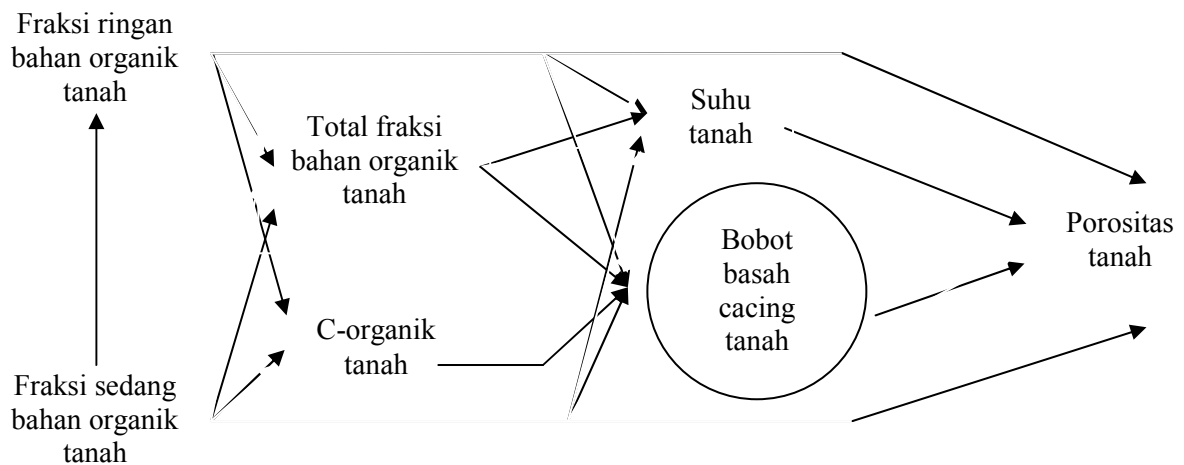 Fraksi ringan
bahan organik
tanah
Total fraksi
bahan organik
tanah
C-organik
tanah
Fraksi sedang
bahan organik
tanah
Suhu
tanah
Bobot
basah
cacing
tanah
Porositas
tanah